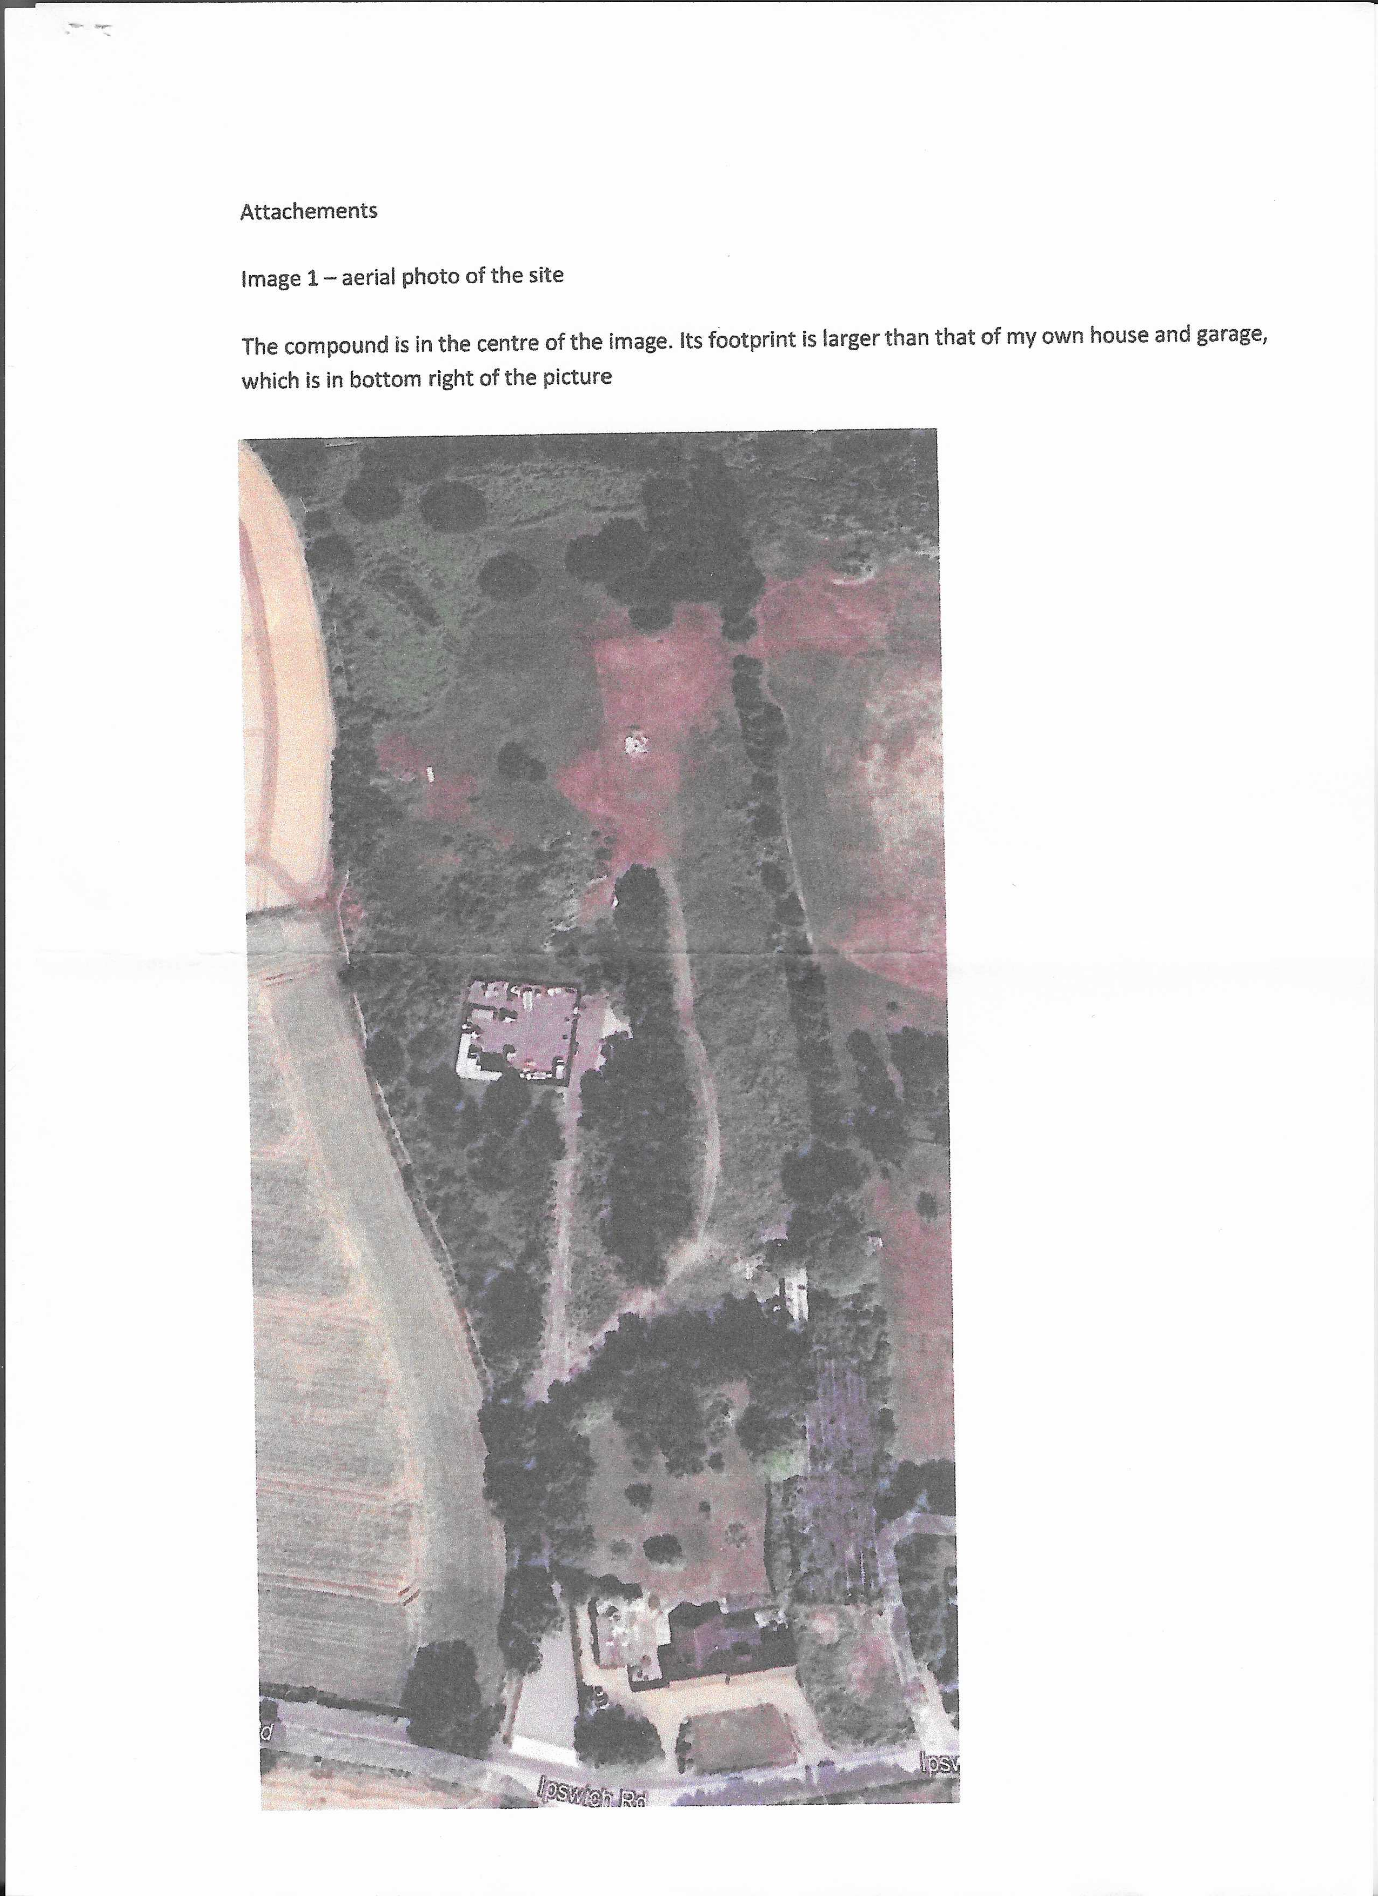 Attachements
Image 1 – aerial photo of the site
The compound is in the centre of the image. Its footprint is larger than that of my own house and garage,
which is in bottom right of the picture
d
Ipsw
Ipswich Rd